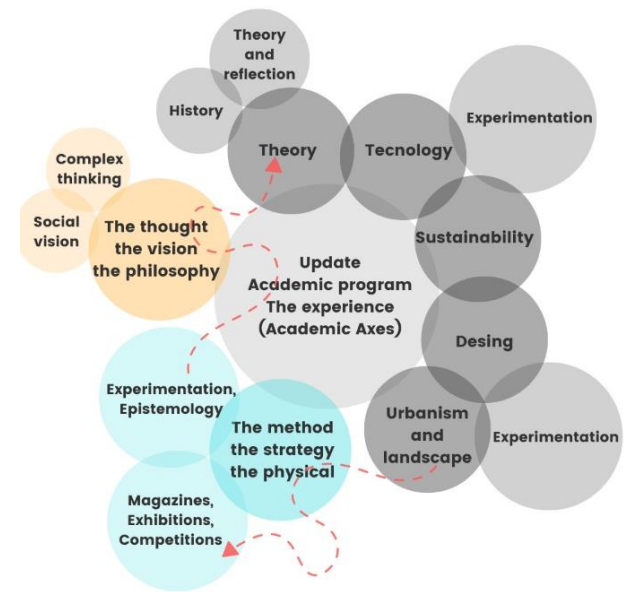 Theory
and
reflection
History
Theory
Tecnology
Experimentation
Complex
thinking
Social
vision
The thought
the vision
the philosophy
Sustainability
Update
Academic program
The experience
(Academic Axes)
Desing
Experimentation,
Epistemology
The method
the strategy
the physical
Urbanism
and
landscape
Experimentation
Magazines,
Exhibitions,
Competitions